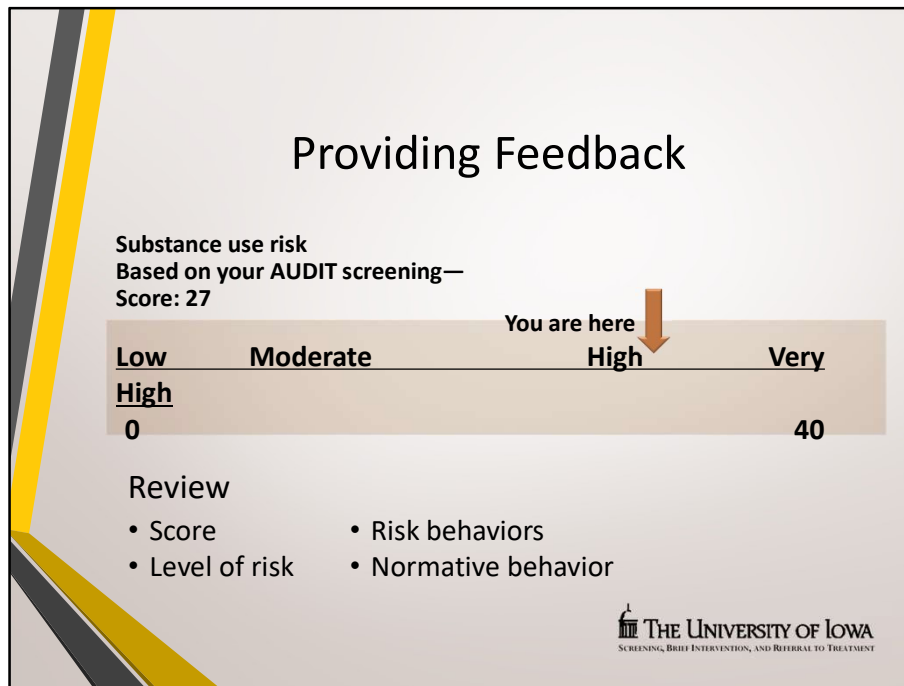 Providing Feedback
Substance use risk
Based on your AUDIT screening—
Score: 27
You are here
Low Moderate High Very
High
0 40
Review
• Score
• Level of risk
• Risk behaviors
• Normative behavior
THE UNIVERSITY OF IOWA
SCREENING, BRIEF INTERVENTION, AND REFERRAL TO TREATMENT